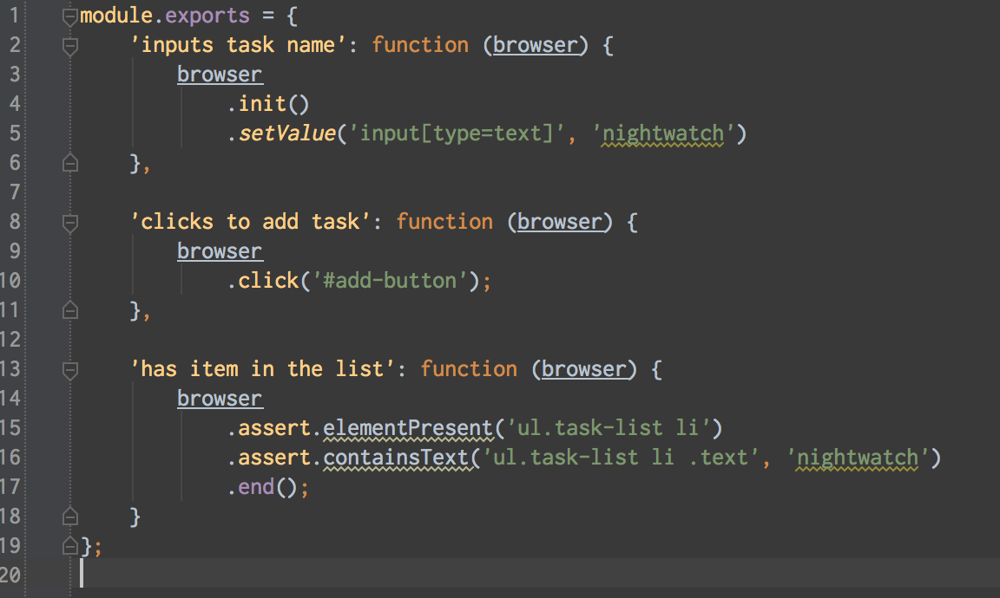 1 module.exports = {
2     'inputs task name': function (browser) {
3         browser
4             .init()
5             .setValue('input[type=text]', 'nightwatch')
6     },
7
8     'clicks to add task': function (browser) {
9         browser
10             .click('#add-button');
11     },
12
13     'has item in the list': function (browser) {
14         browser
15             .assert.elementPresent('ul.task-list li')
16             .assert.containsText('ul.task-list li .text', 'nightwatch')
17             .end();
18     }
19 };
20